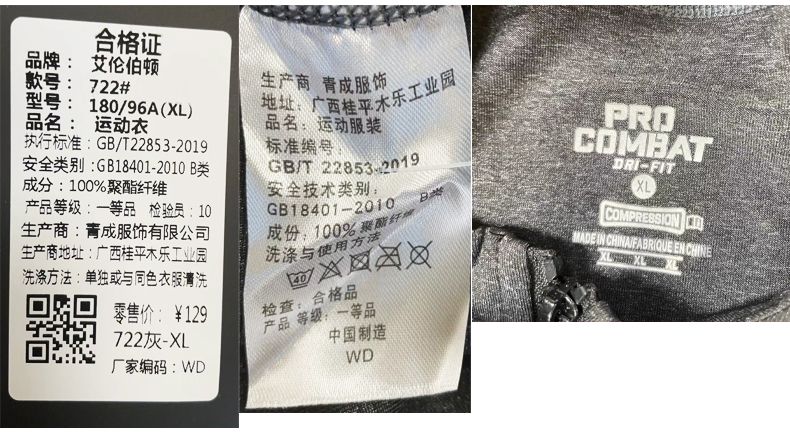 合格证
品牌： 艾伦伯顿
款号： 722#
型号： 180/96A(XL)
品名： 运动衣
执行标准：GB/T22853-2019
安全类别：GB18401-2010 B类
成分：100%聚酯纤维
产品等级：一等品 检验员：10
生产商：青成服饰有限公司
生产商地址：广西桂平木乐工业园
洗涤方法：单独或与同色衣服清洗
零售价：￥129
722灰-XL
厂家编码：WD
生产商 青成服饰
地址：广西桂平木乐工业园
品名：运动服装
标准编号：
GB/T 22853-2019
安全技术类别：
GB18401-2010 B类
成份：100%聚酯纤维
洗涤与使用方法
40
检查：合格品
产品 等级：一等品
中国制造
WD
PRO
COMBAT
DRI-FIT
XL
COMPRESSION
MADE IN CHINA/FABRIQUE EN CHINE
XL XL XL